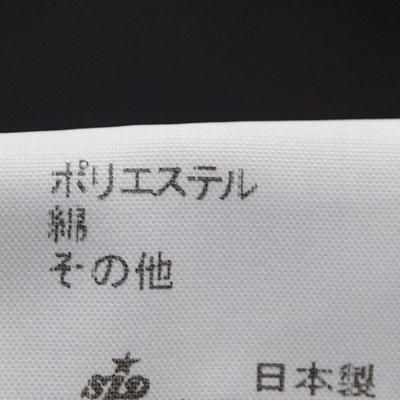 ポリエステル
綿
その他
日本製